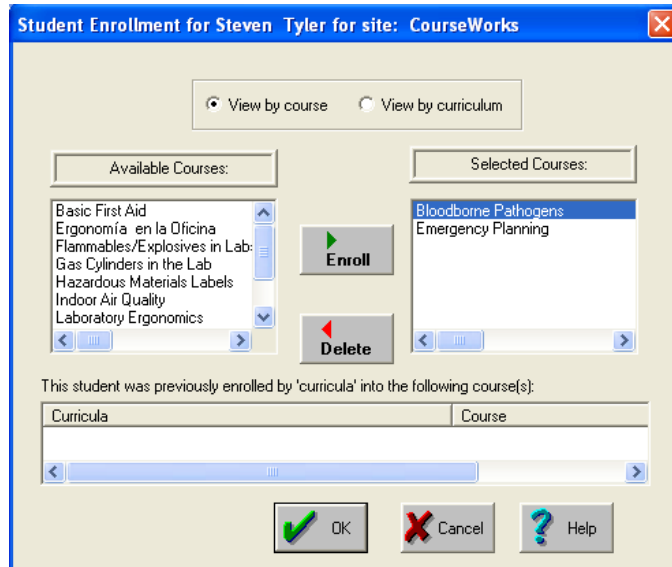 Student Enrollment for Steven Tyler for site: CourseWorks
View by course View by curriculum
Available Courses:
Selected Courses:
Basic First Aid
Ergonomía en la Oficina
Flammables/Explosives in Lab
Gas Cylinders in the Lab
Hazardous Materials Labels
Indoor Air Quality
Laboratory Ergonomics
Enroll
Delete
Bloodborne Pathogens
Emergency Planning
This student was previously enrolled by 'curricula' into the following course(s):
Curricula Course
OK Cancel Help